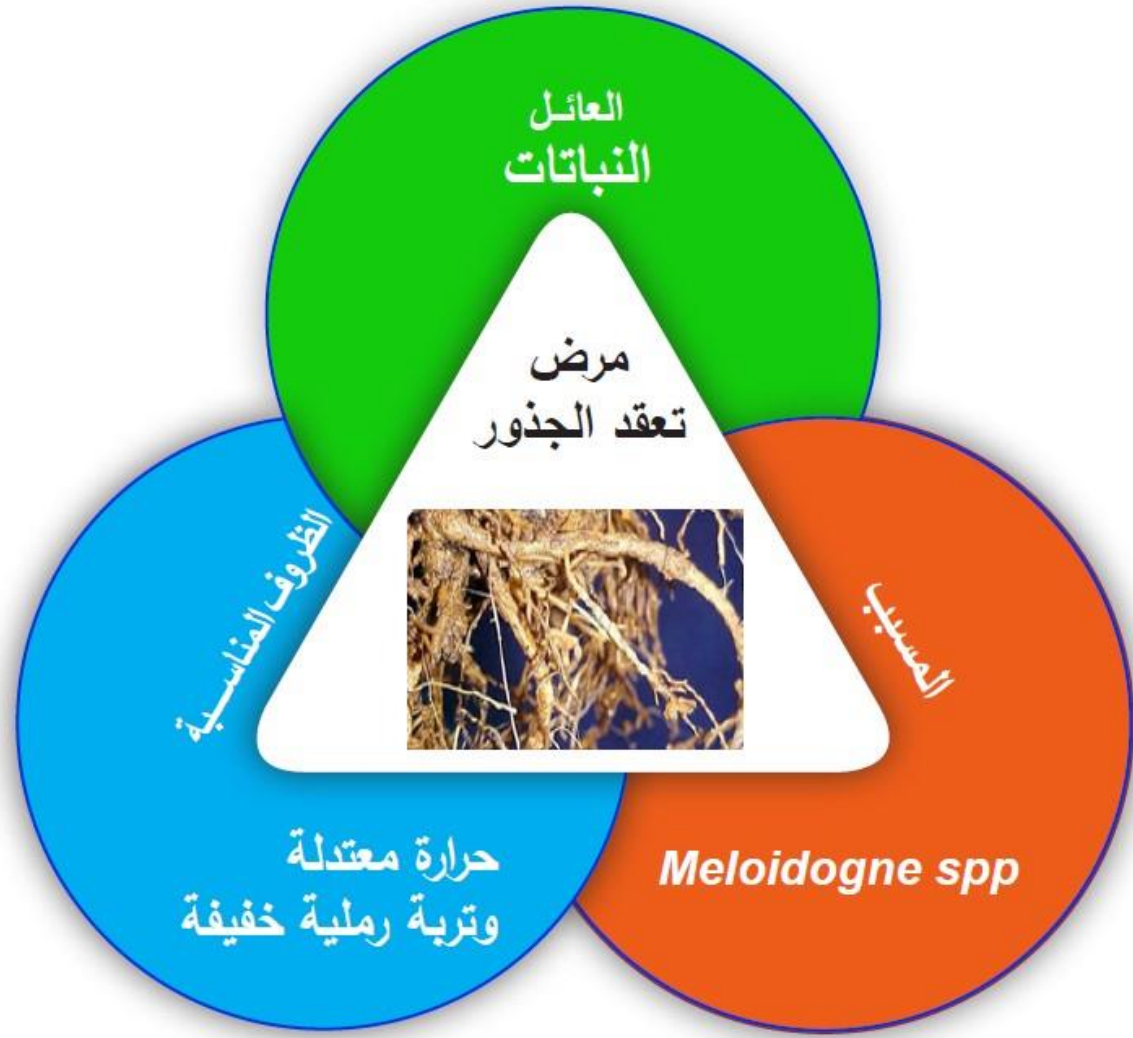 العائل
النباتات
مرض
تعقد الجذور
الظروف المناسبة
المسبب
حرارة معتدلة
وتربة رملية خفيفة
Meloidogne spp